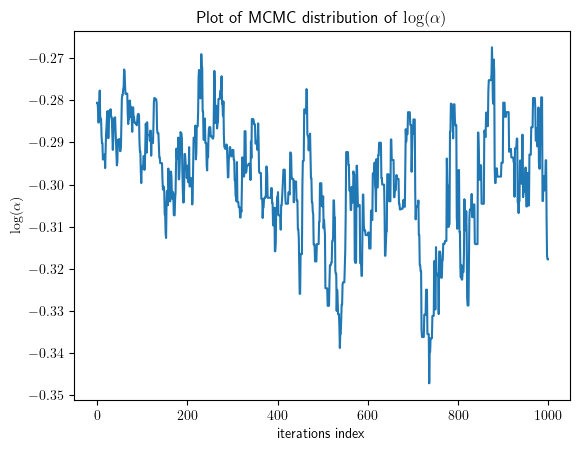 Plot of MCMC distribution of log(α)
−0.27
−0.28
−0.29
−0.30
−0.31
−0.32
−0.33
−0.34
−0.35
log(α)
0 200 400 600 800 1000
iterations index